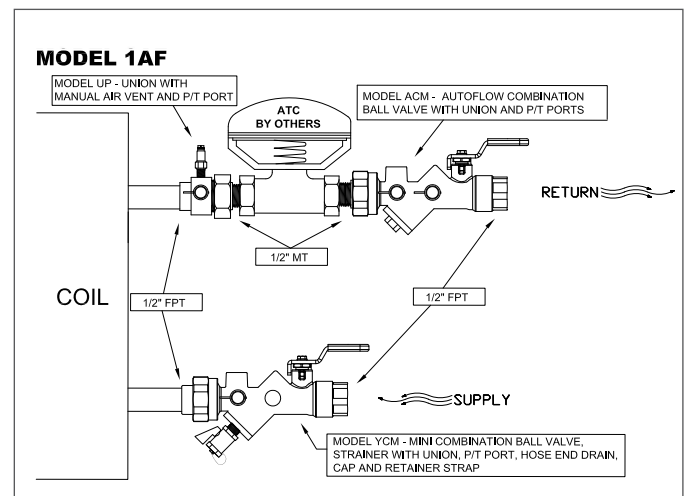 MODEL 1AF
MODEL UP - UNION WITH
MANUAL AIR VENT AND P/T PORT
ATC
BY OTHERS
MODEL ACM - AUTOFLOW COMBINATION
BALL VALVE WITH UNION AND P/T PORTS
RETURN
1/2" MT
COIL
1/2" FPT
1/2" FPT
SUPPLY
MODEL YCM - MINI COMBINATION BALL VALVE,
STRAINER WITH UNION, P/T PORT, HOSE END DRAIN,
CAP AND RETAINER STRAP